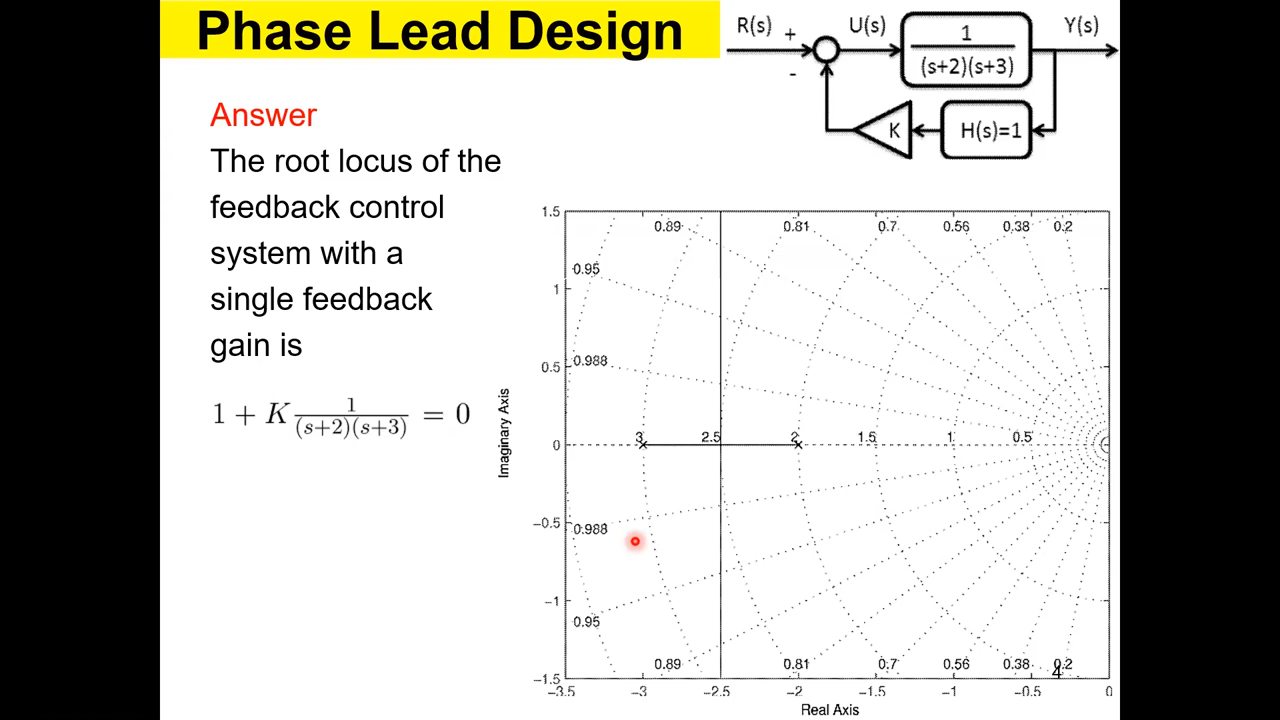 Phase Lead Design
R(s) + U(s) 1 Y(s)
(s+2)(s+3)
-
K H(s)=1
Answer
The root locus of the
feedback control
system with a
single feedback
gain is
1 + K 1 = 0
(s+2)(s+3)
1.5
0.89 0.81 0.7 0.56 0.38 0.2
0.95
1
0.988
0.5
Imaginary Axis
3 2.5 2 1.5 1 0.5
0
−0.5
0.988
−1
0.95
0.89 0.81 0.7 0.56 0.38 0.2
4
−1.5
−3.5 −3 −2.5 −2 −1.5 −1 −0.5 0
Real Axis